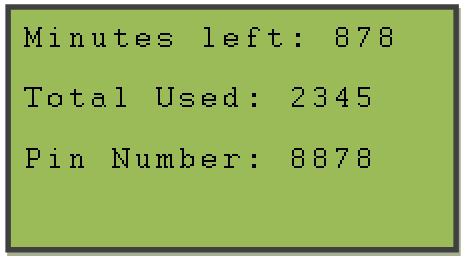 Minutes left: 878
Total Used: 2345
Pin Number: 8878